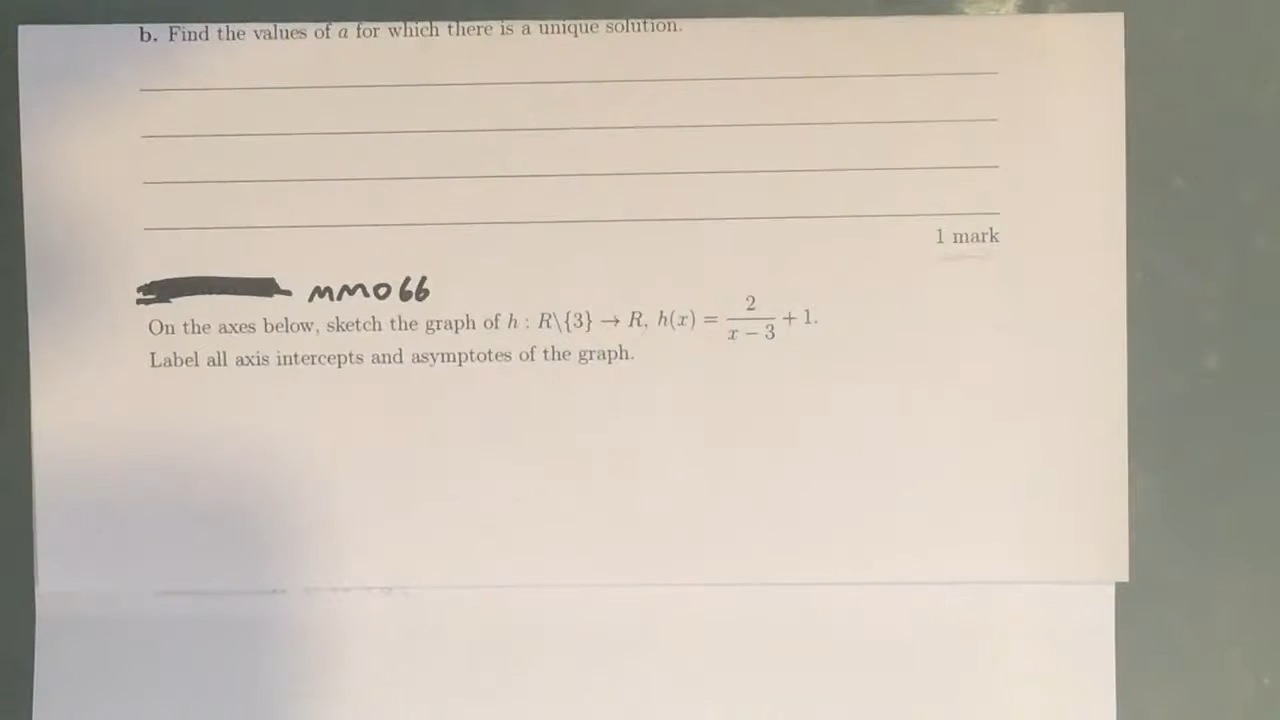 b. Find the values of a for which there is a unique solution.
1 mark
MM066
On the axes below, sketch the graph of h : R\{3} → R, h(x) = 2/(x − 3) + 1.
Label all axis intercepts and asymptotes of the graph.